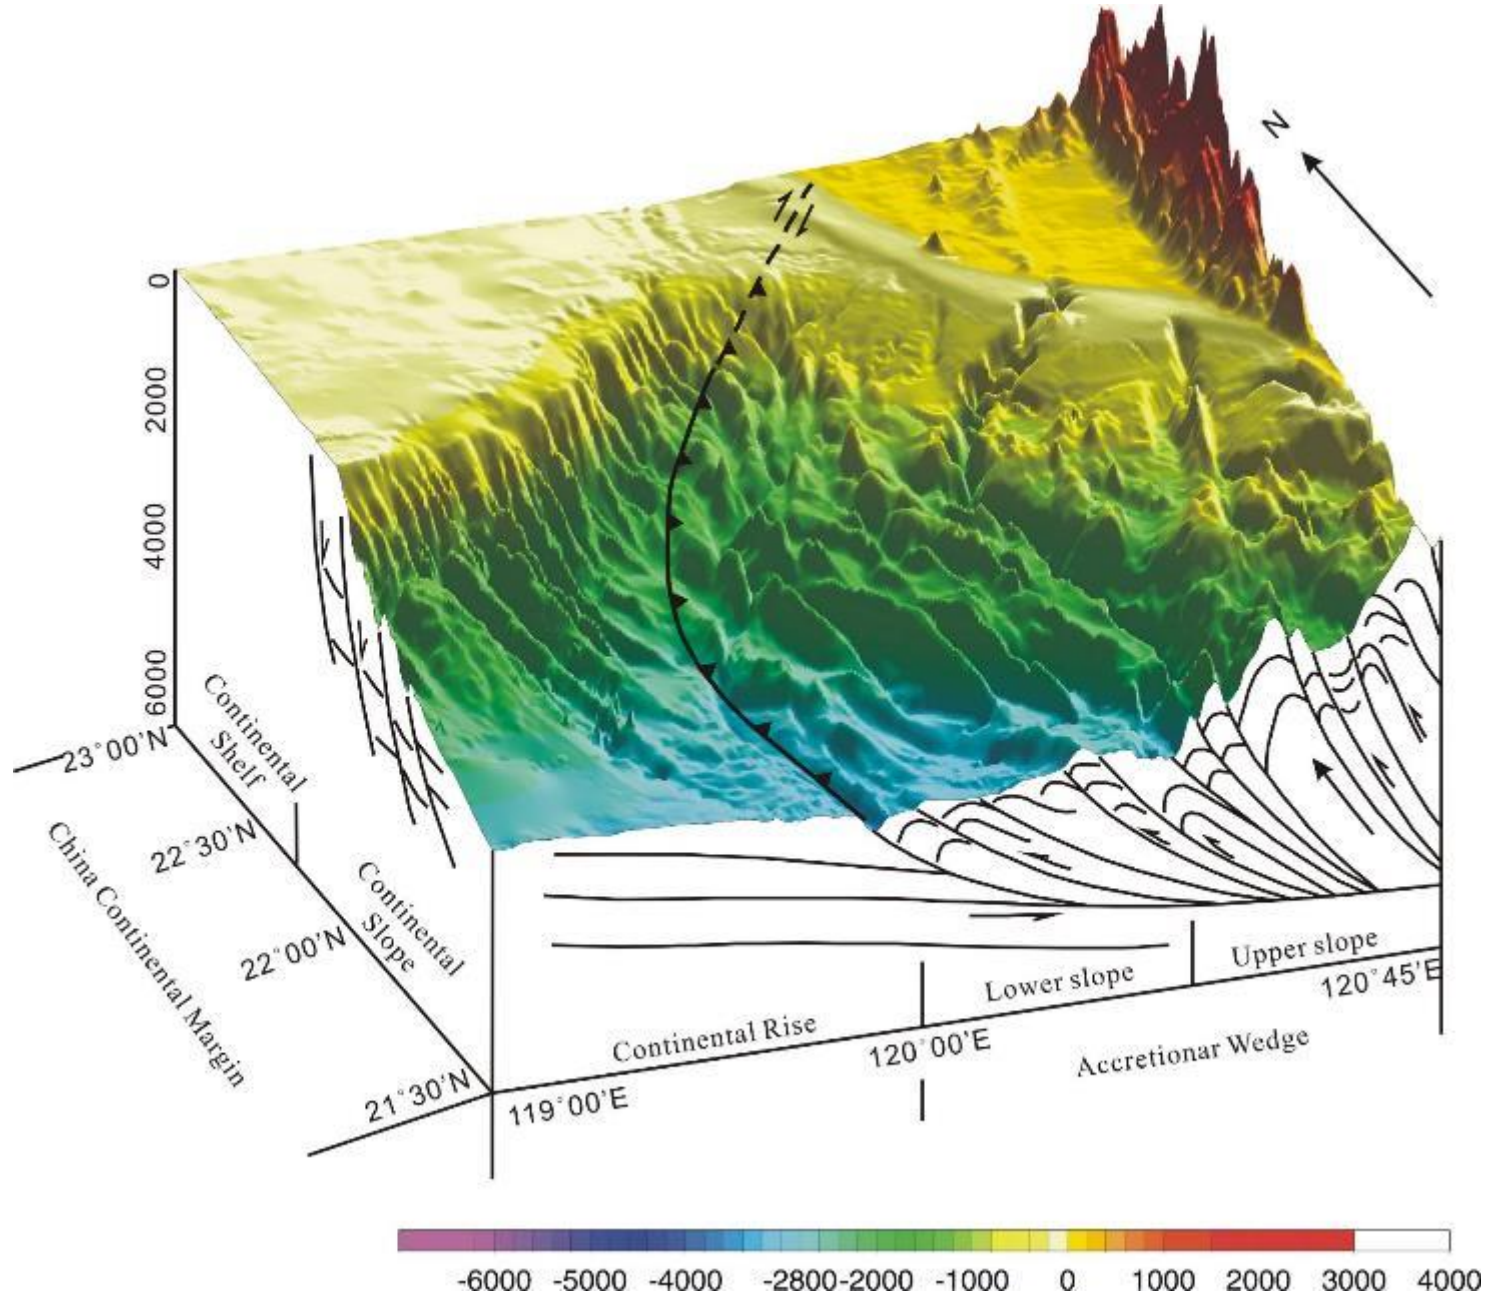 N
0
2000
4000
6000
23°00'N
22°30'N
22°00'N
21°30'N
Continental
Shelf
Continental
Slope
China Continental Margin
119°00'E
120°00'E
120°45'E
Continental Rise
Lower slope
Upper slope
Accretionar Wedge
-6000 -5000 -4000 -2800 -2000 -1000 0 1000 2000 3000 4000